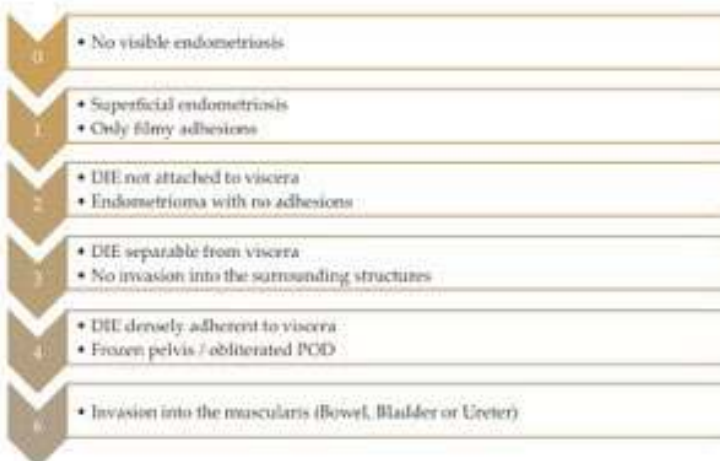 0
• No visible endometriosis
1
• Superficial endometriosis
• Only filmy adhesions
2
• DIE not attached to viscera
• Endometrioma with no adhesions
3
• DIE separable from viscera
• No invasion into the surrounding structures
4
• DIE densely adherent to viscera
• Frozen pelvis / obliterated POD
6
• Invasion into the muscularis (Bowel, Bladder or Ureter)